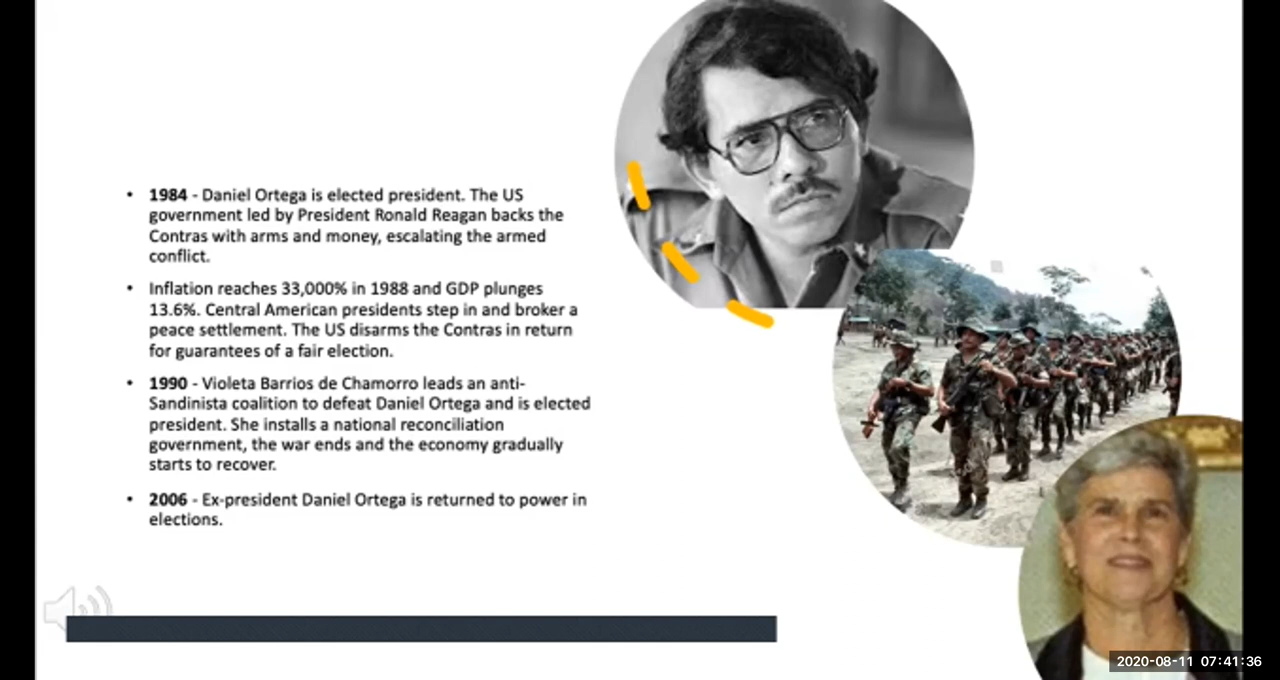 • 1984 - Daniel Ortega is elected president. The US
government led by President Ronald Reagan backs the
Contras with arms and money, escalating the armed
conflict.
• Inflation reaches 33,000% in 1988 and GDP plunges
13.6%. Central American presidents step in and broker a
peace settlement. The US disarms the Contras in return
for guarantees of a fair election.
• 1990 - Violeta Barrios de Chamorro leads an anti-
Sandinista coalition to defeat Daniel Ortega and is elected
president. She installs a national reconciliation
government, the war ends and the economy gradually
starts to recover.
• 2006 - Ex-president Daniel Ortega is returned to power in
elections.
2020-08-11 07:41:36